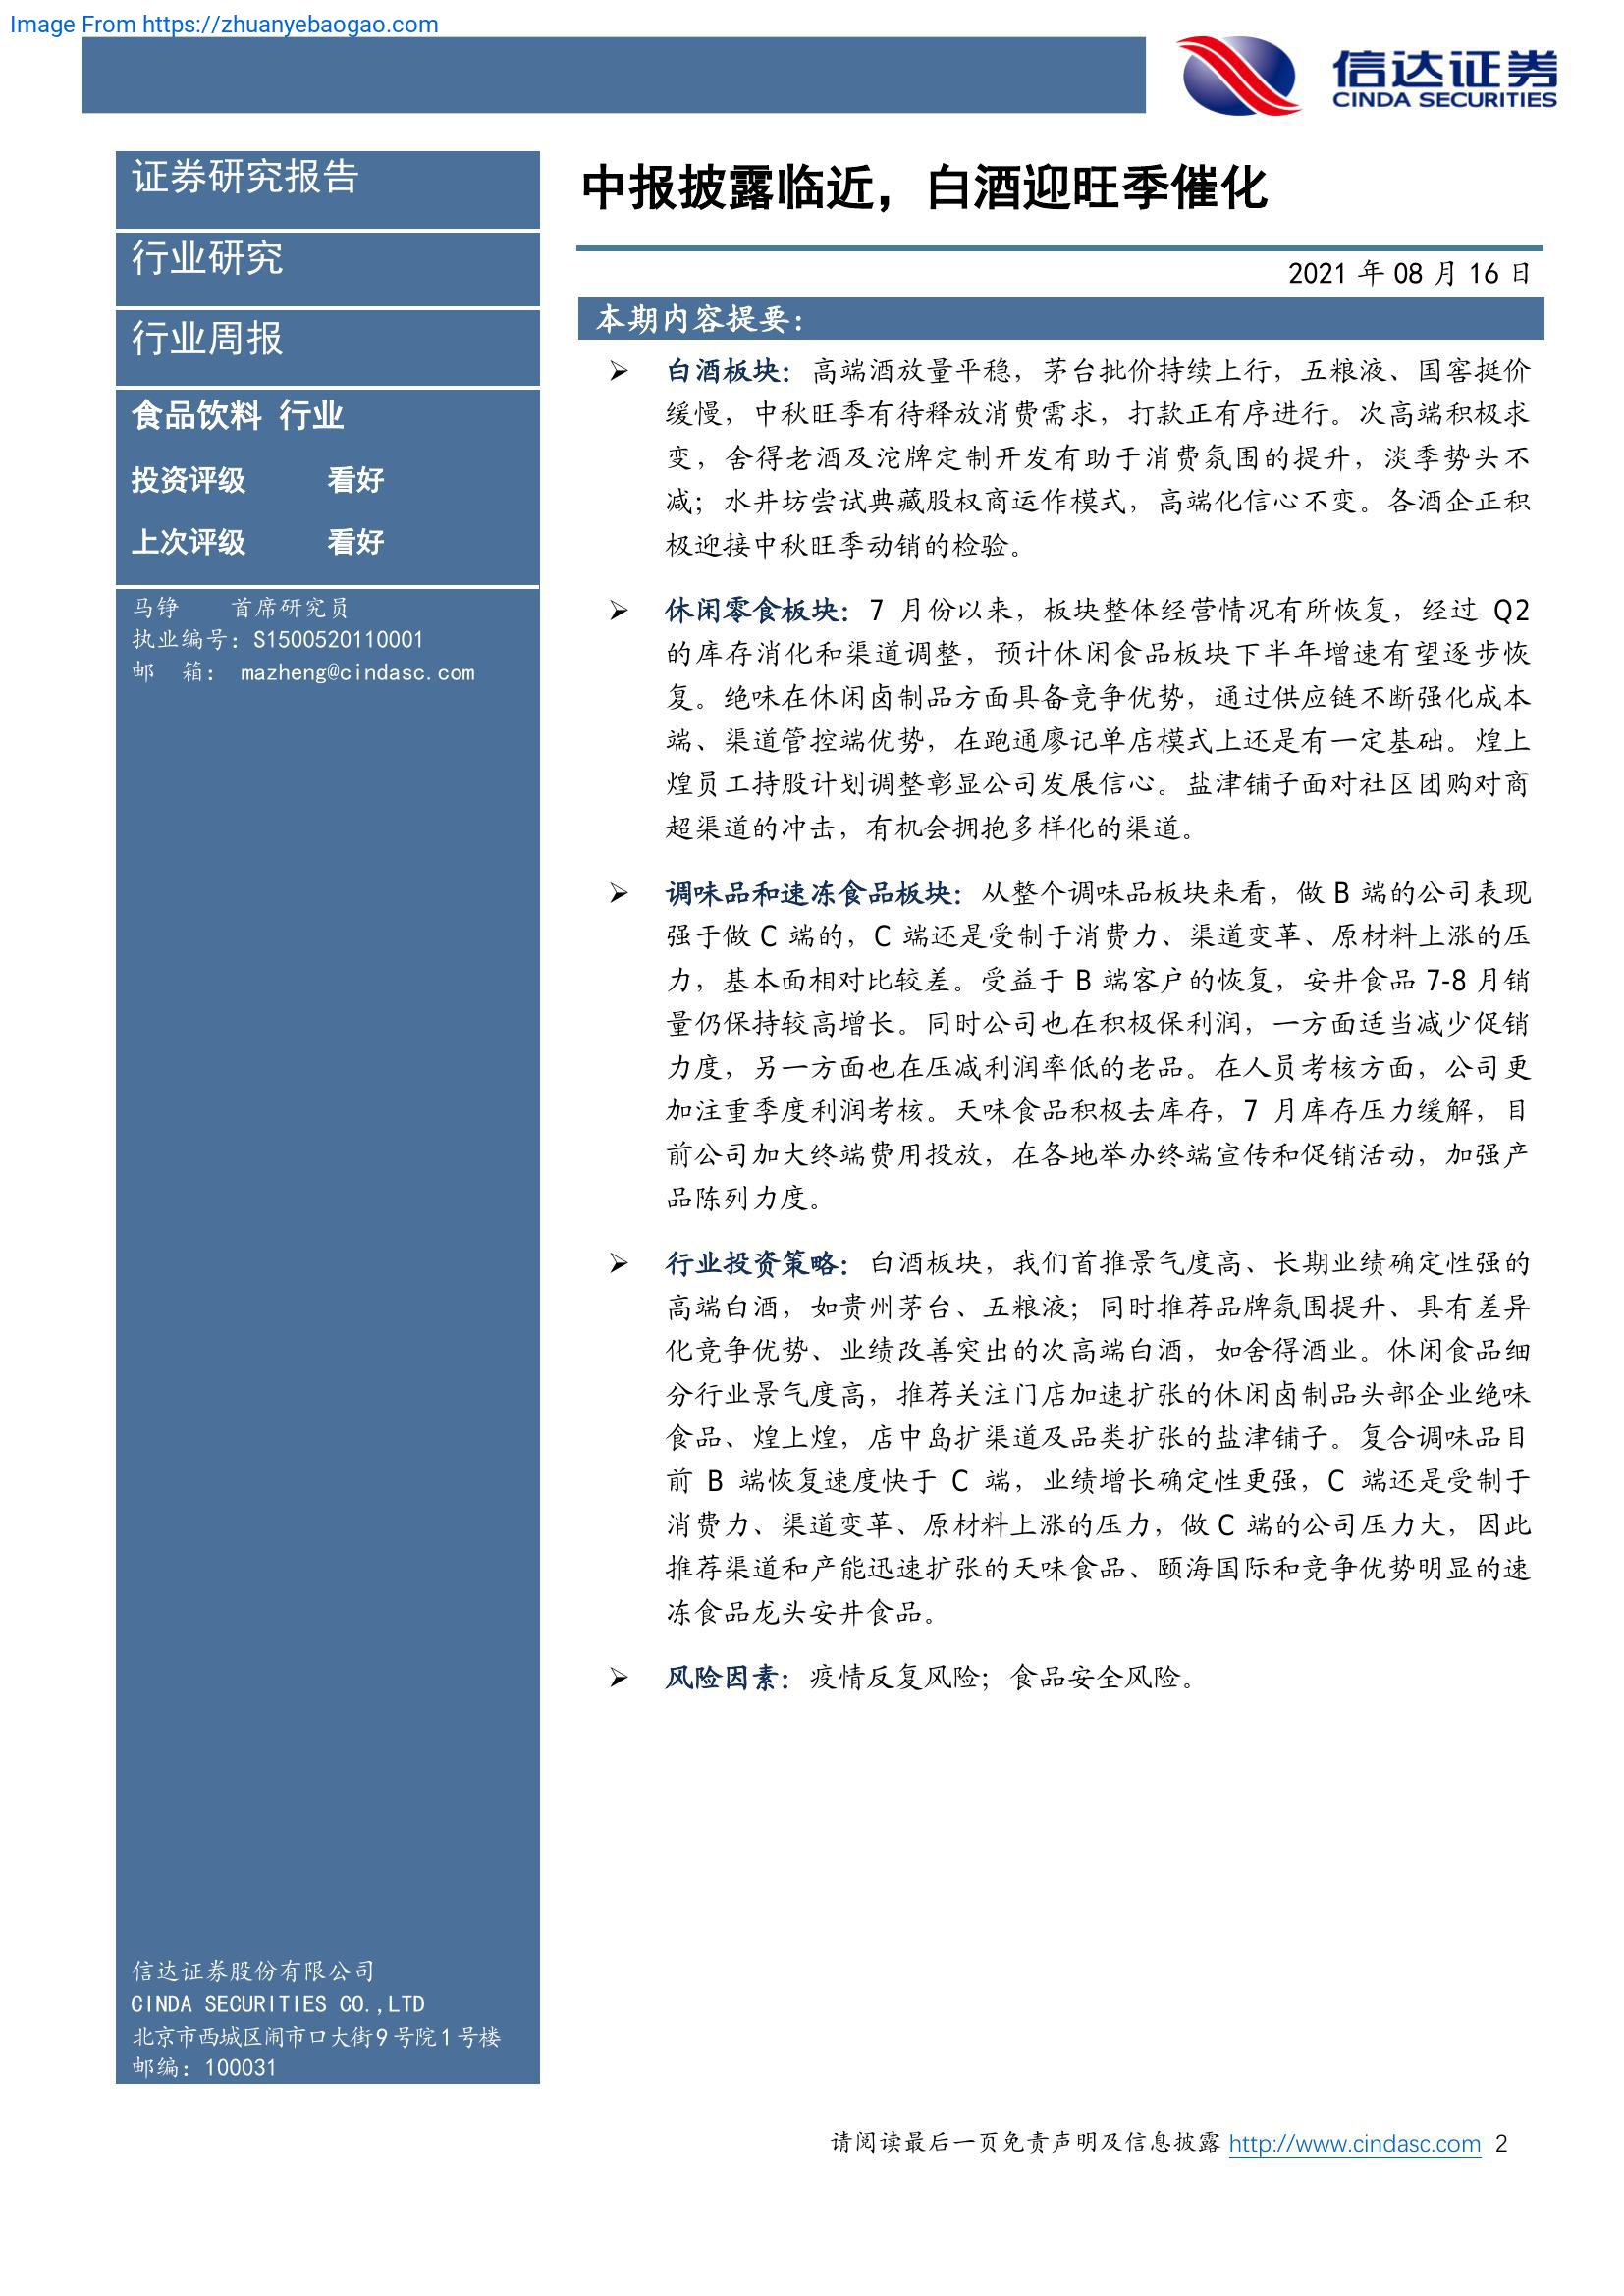 Image From https://zhuanyebaogao.com
信达证券
CINDA SECURITIES
证券研究报告
行业研究
行业周报
食品饮料 行业
投资评级 看好
上次评级 看好
马铮 首席研究员
执业编号：S1500520110001
邮 箱： mazheng@cindasc.com
信达证券股份有限公司
CINDA SECURITIES CO.,LTD
北京市西城区闹市口大街9号院1号楼
邮编：100031
中报披露临近，白酒迎旺季催化
2021 年 08 月 16 日
本期内容提要：
➢ 白酒板块：高端酒放量平稳，茅台批价持续上行，五粮液、国窖挺价
缓慢，中秋旺季有待释放消费需求，打款正有序进行。次高端积极求
变，舍得老酒及沱牌定制开发有助于消费氛围的提升，淡季势头不
减；水井坊尝试典藏股权商运作模式，高端化信心不变。各酒企正积
极迎接中秋旺季动销的检验。
➢ 休闲零食板块：7 月份以来，板块整体经营情况有所恢复，经过 Q2
的库存消化和渠道调整，预计休闲食品板块下半年增速有望逐步恢
复。绝味在休闲卤制品方面具备竞争优势，通过供应链不断强化成本
端、渠道管控端优势，在跑通廖记单店模式上还是有一定基础。煌上
煌员工持股计划调整彰显公司发展信心。盐津铺子面对社区团购对商
超渠道的冲击，有机会拥抱多样化的渠道。
➢ 调味品和速冻食品板块：从整个调味品板块来看，做 B 端的公司表现
强于做 C 端的，C 端还是受制于消费力、渠道变革、原材料上涨的压
力，基本面相对比较差。受益于 B 端客户的恢复，安井食品 7-8 月销
量仍保持较高增长。同时公司也在积极保利润，一方面适当减少促销
力度，另一方面也在压减利润率低的老品。在人员考核方面，公司更
加注重季度利润考核。天味食品积极去库存，7 月库存压力缓解，目
前公司加大终端费用投放，在各地举办终端宣传和促销活动，加强产
品陈列力度。
➢ 行业投资策略：白酒板块，我们首推景气度高、长期业绩确定性强的
高端白酒，如贵州茅台、五粮液；同时推荐品牌氛围提升、具有差异
化竞争优势、业绩改善突出的次高端白酒，如舍得酒业。休闲食品细
分行业景气度高，推荐关注门店加速扩张的休闲卤制品头部企业绝味
食品、煌上煌，店中岛扩渠道及品类扩张的盐津铺子。复合调味品目
前 B 端恢复速度快于 C 端，业绩增长确定性更强，C 端还是受制于
消费力、渠道变革、原材料上涨的压力，做 C 端的公司压力大，因此
推荐渠道和产能迅速扩张的天味食品、颐海国际和竞争优势明显的速
冻食品龙头安井食品。
➢ 风险因素：疫情反复风险；食品安全风险。
请阅读最后一页免责声明及信息披露 http://www.cindasc.com 2